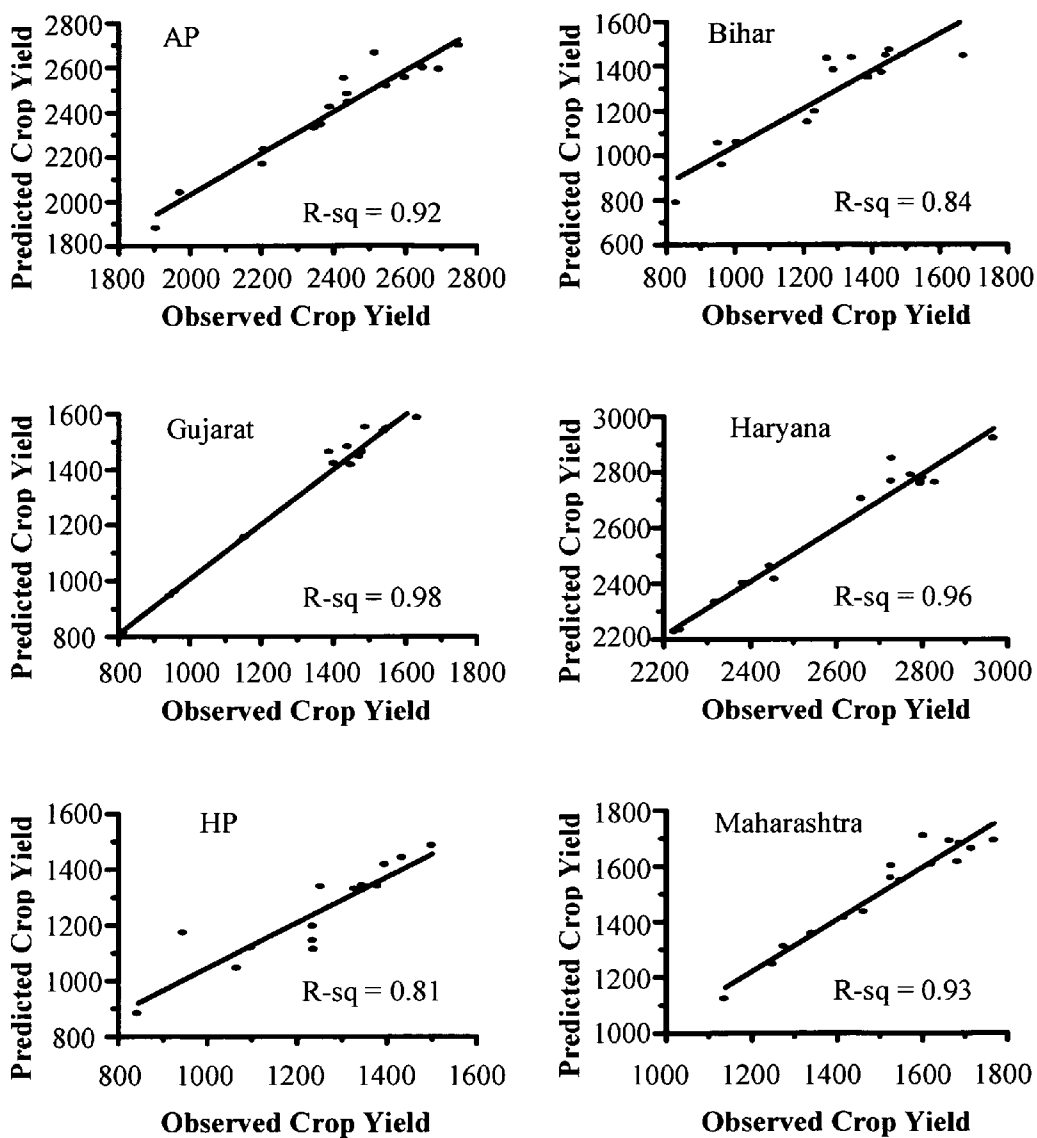 AP
Predicted Crop Yield
2800
2600
2400
2200
2000
1800
R-sq = 0.92
1800 2000 2200 2400 2600 2800
Observed Crop Yield
Bihar
Predicted Crop Yield
1600
1400
1200
1000
800
600
R-sq = 0.84
800 1000 1200 1400 1600 1800
Observed Crop Yield
Gujarat
Predicted Crop Yield
1600
1400
1200
1000
800
R-sq = 0.98
800 1000 1200 1400 1600 1800
Observed Crop Yield
Haryana
Predicted Crop Yield
3000
2800
2600
2400
2200
R-sq = 0.96
2200 2400 2600 2800 3000
Observed Crop Yield
HP
Predicted Crop Yield
1600
1400
1200
1000
800
R-sq = 0.81
800 1000 1200 1400 1600
Observed Crop Yield
Maharashtra
Predicted Crop Yield
1800
1600
1400
1200
1000
R-sq = 0.93
1000 1200 1400 1600 1800
Observed Crop Yield